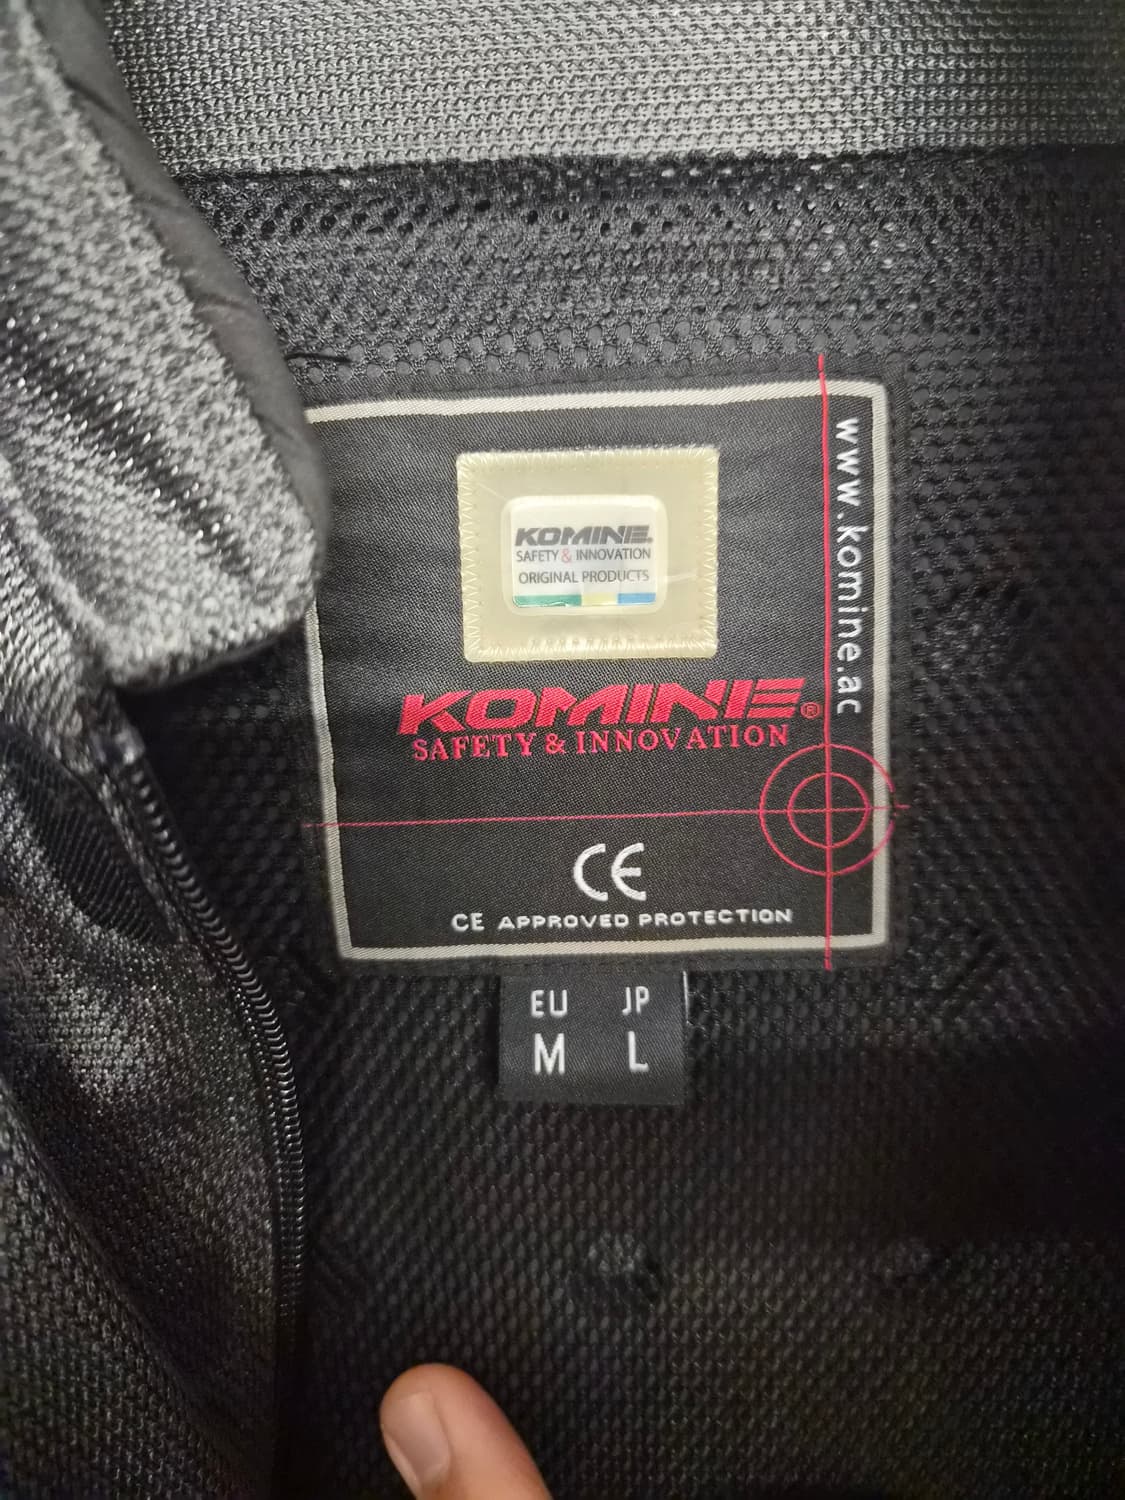 KOMINE.
SAFETY & INNOVATION
ORIGINAL PRODUCTS
KOMINE®
SAFETY & INNOVATION
www.komine.ac
CE
CE APPROVED PROTECTION
EU JP
M L